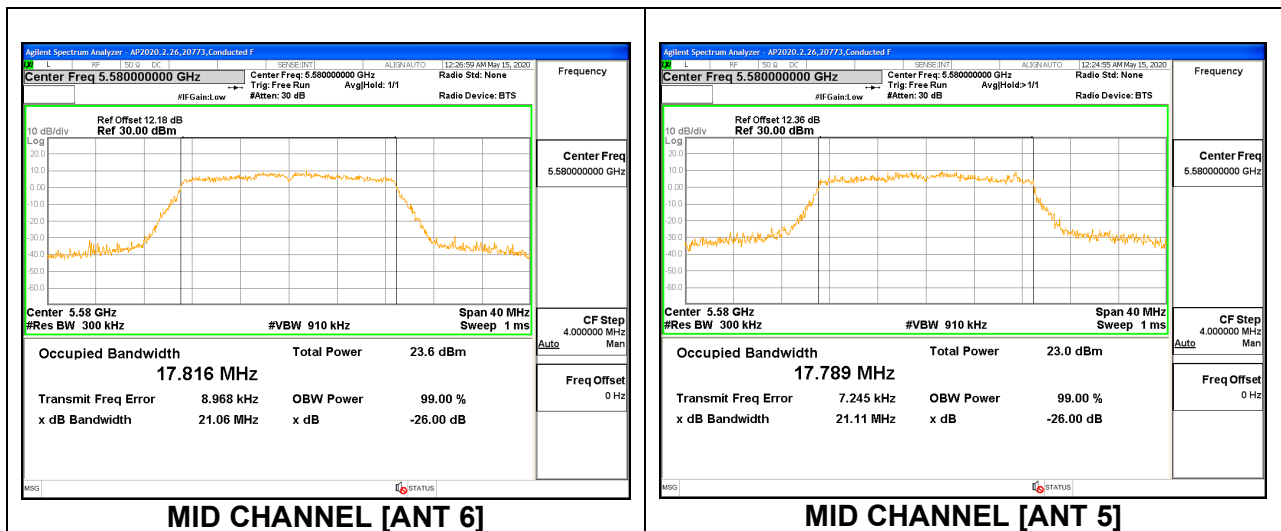 Agilent Spectrum Analyzer - AP2020.2.26,20773,Conducted F
LXI L RF 50 Ω DC SENSE:INT ALIGN AUTO 12:26:59 AM May 15, 2020
Center Freq 5.580000000 GHz
Center Freq: 5.580000000 GHz Radio Std: None
Trig: Free Run Avg|Hold: 1/1
#IFGain:Low #Atten: 30 dB Radio Device: BTS
Ref Offset 12.18 dB
10 dB/div Ref 30.00 dBm
Log
20.0
10.0
0.00
-10.0
-20.0
-30.0
-40.0
-50.0
-60.0
Center 5.58 GHz Span 40 MHz
#Res BW 300 kHz #VBW 910 kHz Sweep 1 ms
Occupied Bandwidth Total Power 23.6 dBm
17.816 MHz
Transmit Freq Error 8.968 kHz OBW Power 99.00 %
x dB Bandwidth 21.06 MHz x dB -26.00 dB
MSG STATUS
Frequency
Center Freq
5.580000000 GHz
CF Step
4.000000 MHz
Auto Man
Freq Offset
0 Hz
MID CHANNEL [ANT 6]
Agilent Spectrum Analyzer - AP2020.2.26,20773,Conducted F
LXI L RF 50 Ω DC SENSE:INT ALIGN AUTO 12:24:55 AM May 15, 2020
Center Freq 5.580000000 GHz
Center Freq: 5.580000000 GHz Radio Std: None
Trig: Free Run Avg|Hold:>1/1
#IFGain:Low #Atten: 30 dB Radio Device: BTS
Ref Offset 12.36 dB
10 dB/div Ref 30.00 dBm
Log
20.0
10.0
0.00
-10.0
-20.0
-30.0
-40.0
-50.0
-60.0
Center 5.58 GHz Span 40 MHz
#Res BW 300 kHz #VBW 910 kHz Sweep 1 ms
Occupied Bandwidth Total Power 23.0 dBm
17.789 MHz
Transmit Freq Error 7.245 kHz OBW Power 99.00 %
x dB Bandwidth 21.11 MHz x dB -26.00 dB
MSG STATUS
Frequency
Center Freq
5.580000000 GHz
CF Step
4.000000 MHz
Auto Man
Freq Offset
0 Hz
MID CHANNEL [ANT 5]